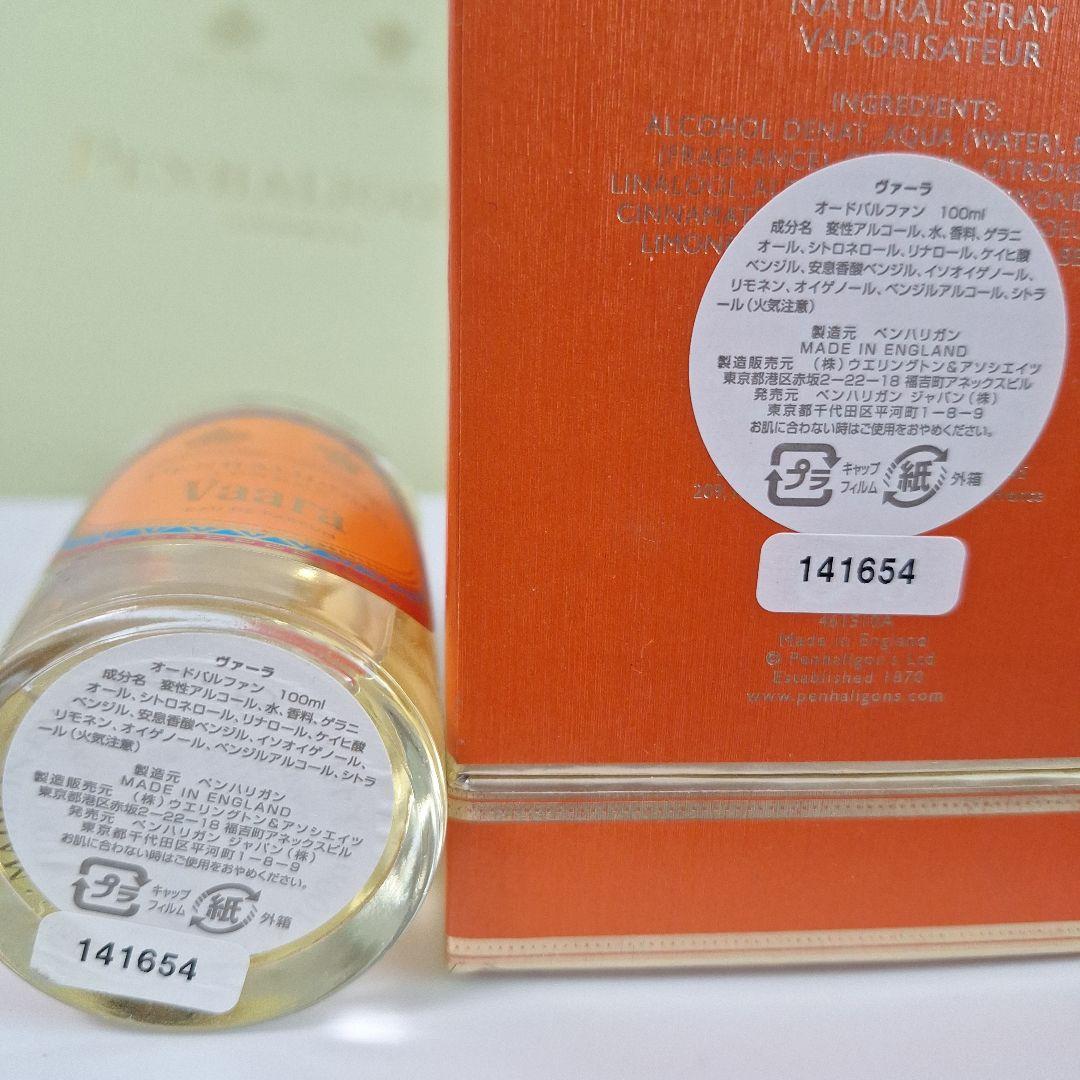 PENHALIGON'S
NATURAL SPRAY
VAPORISATEUR
INGREDIENTS:
ALCOHOL DENAT., AQUA (WATER),
(FRAGRANCE),
LINALOOL,
ヴァーラ
オードパルファン 100ml
成分名 変性アルコール、水、香料、ゲラニ
オール、シトロネロール、リナロール、ケイヒ酸
ベンジル、安息香酸ベンジル、イソオイゲノール、
リモネン、オイゲノール、ベンジルアルコール、シトラ
ール（火気注意）
製造元 ペンハリガン
MADE IN ENGLAND
製造販売元 （株）ウエリントン&アソシエイツ
東京都港区赤坂2-22-18 福吉町アネックスビル
発売元 ペンハリガン ジャパン（株）
東京都千代田区平河町1-8-9
お肌に合わない時はご使用をおやめください。
プラ キャップ
フィルム
紙 外箱
141654
Made in England
© Penhaligon's Ltd
Established 1870
www.penhaligons.com
Vaara
ヴァーラ
オードパルファン 100ml
成分名 変性アルコール、水、香料、ゲラニ
オール、シトロネロール、リナロール、ケイヒ酸
ベンジル、安息香酸ベンジル、イソオイゲノール、
リモネン、オイゲノール、ベンジルアルコール、シトラ
ール（火気注意）
製造元 ペンハリガン
MADE IN ENGLAND
製造販売元 （株）ウエリングトン&アソシエイツ
東京都港区赤坂2-22-18 福吉町アネックスビル
発売元 ペンハリガン ジャパン（株）
東京都千代田区平河町1-8-9
お肌に合わない時はご使用をおやめください。
プラ キャップ
フィルム
紙 外箱
141654